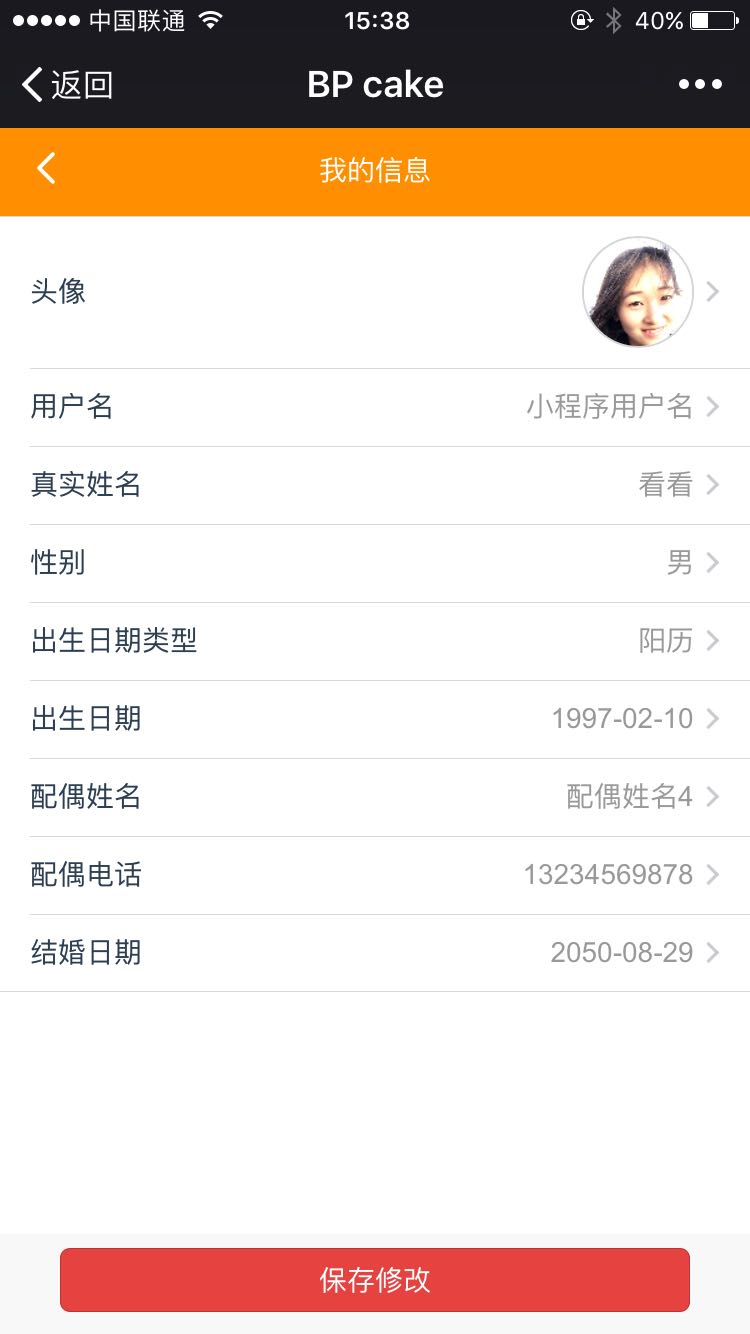 中国联通 15:38 40%
返回 BP cake
我的信息
头像
用户名 小程序用户名
真实姓名 看看
性别 男
出生日期类型 阳历
出生日期 1997-02-10
配偶姓名 配偶姓名4
配偶电话 13234569878
结婚日期 2050-08-29
保存修改